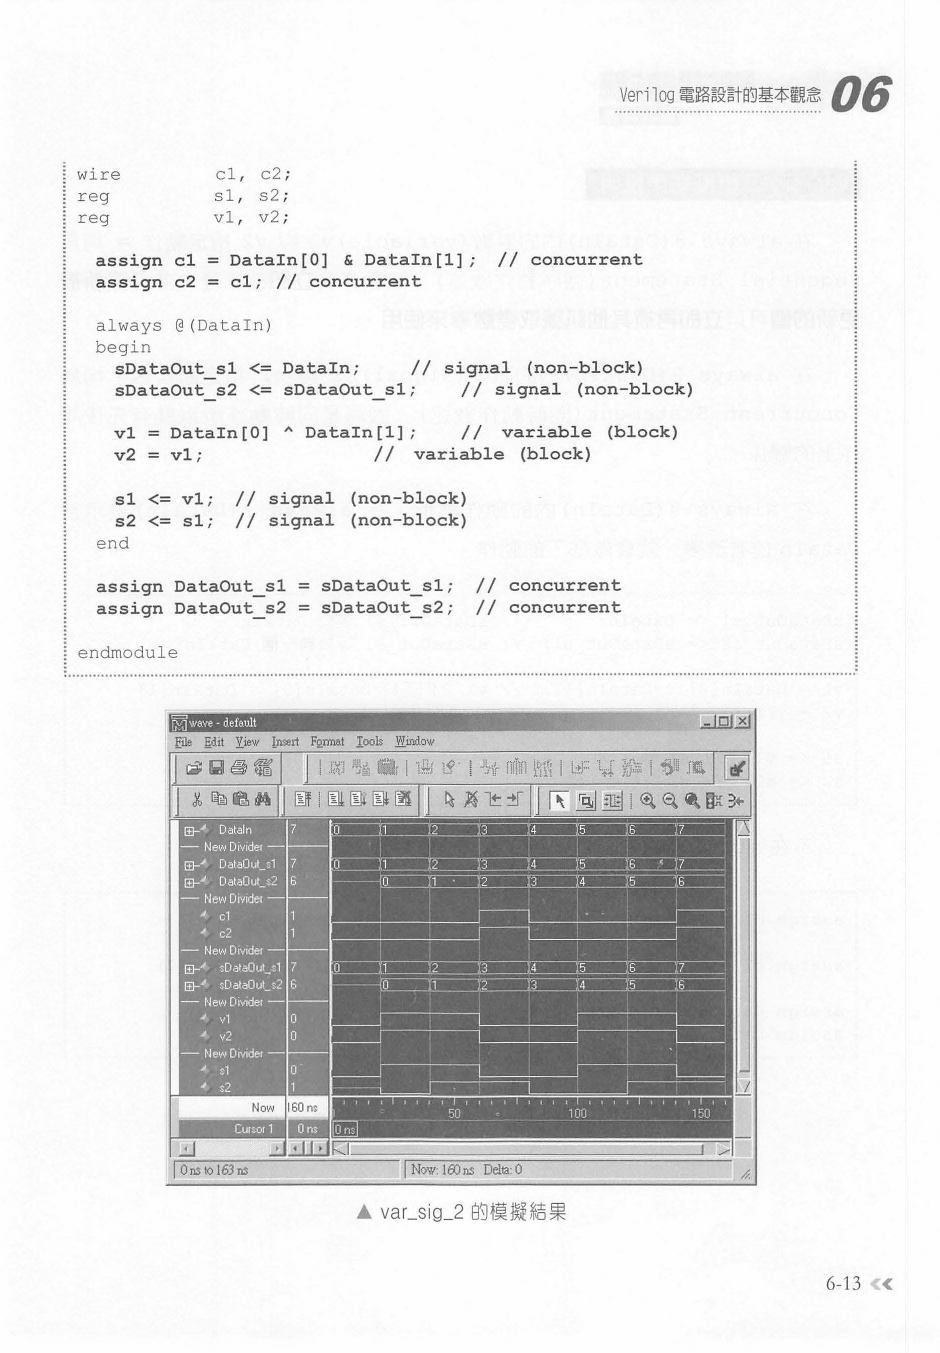 Verilog 電路設計的基本觀念 06
wire c1, c2;
reg s1, s2;
reg v1, v2;
assign c1 = DataIn[0] & DataIn[1]; // concurrent
assign c2 = c1; // concurrent
always @(DataIn)
begin
sDataOut_s1 <= DataIn; // signal (non-block)
sDataOut_s2 <= sDataOut_s1; // signal (non-block)
v1 = DataIn[0] ^ DataIn[1]; // variable (block)
v2 = v1; // variable (block)
s1 <= v1; // signal (non-block)
s2 <= s1; // signal (non-block)
end
assign DataOut_s1 = sDataOut_s1; // concurrent
assign DataOut_s2 = sDataOut_s2; // concurrent
endmodule
wave - default
File Edit View Insert Format Tools Window
DataIn 7 0 1 2 3 4 5 6 7
New Divider
DataOut_s1 7 0 1 2 3 4 5 6 7
DataOut_s2 6 0 1 2 3 4 5 6
New Divider
c1 1
c2 1
New Divider
sDataOut_s1 7 0 1 2 3 4 5 6 7
sDataOut_s2 6 0 1 2 3 4 5 6
New Divider
v1 0
v2 0
New Divider
s1 0
s2 1
Now 160 ns 50 100 150
Cursor 1 0 ns 0 ns
0 ns to 163 ns Now: 160 ns Delta: 0
▲ var_sig_2 的模擬結果
6-13